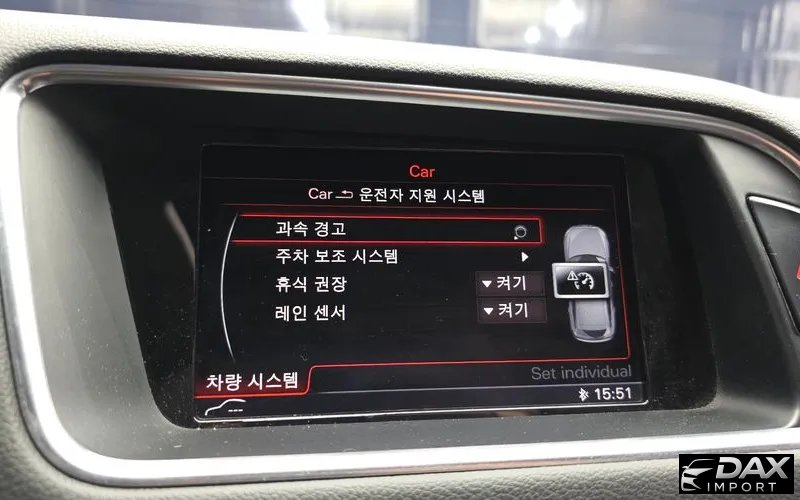 Car
Car 운전자 지원 시스템
과속 경고
주차 보조 시스템
휴식 권장 켜기
레인 센서 켜기
차량 시스템
Set individual
15:51
DAX
IMPORT